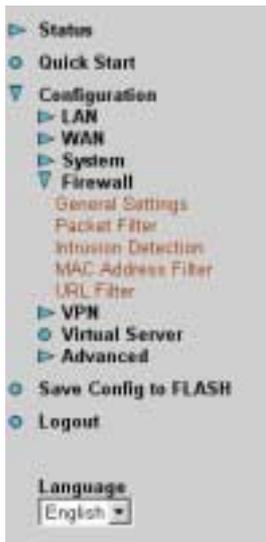 Status
Quick Start
Configuration
LAN
WAN
System
Firewall
General Settings
Packet Filter
Intrusion Detection
MAC Address Filter
URL Filter
VPN
Virtual Server
Advanced
Save Config to FLASH
Logout
Language
English